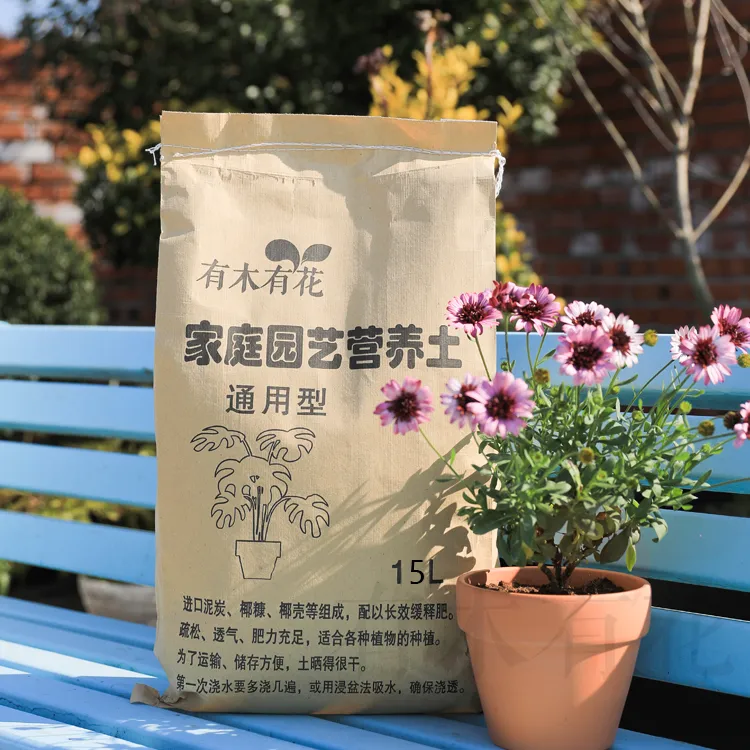 有木有花
家庭园艺营养土
通用型
15L
进口泥炭、椰糠、椰壳等组成，配以长效缓释肥。
疏松、透气、肥力充足，适合各种植物的种植。
为了运输、储存方便，土晒得很干。
第一次浇水要多浇几遍，或用浸盆法吸水，确保浇透。